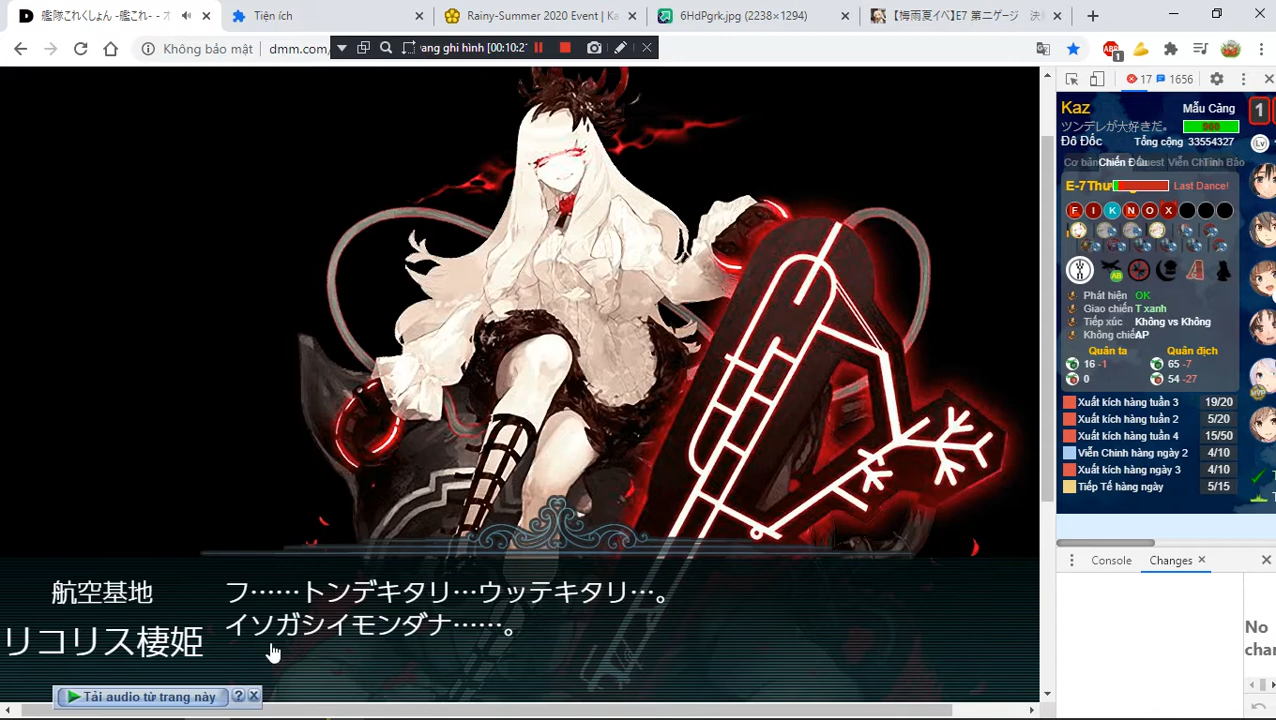 艦隊これくしょん -艦これ- - オ
Tiện ích
Rainy-Summer 2020 Event | Ka
6HdPgrk.jpg (2238×1294)
【梅雨夏イベ】E7 第二ゲージ 決
Không bảo mật
dmm.com/
ang ghi hình [00:10:2
ABP
1
17
1656
Kaz
Mẫu Cảng
1
ツンデレが大好きだ。
Đô Đốc
Tổng cộng
33554327
Lv
Chiến Đấu
E-7
Last Dance!
F I K N O X
AB
Phát hiện
OK
Giao chiến
T xanh
Tiếp xúc
Không vs Không
AP
Quân ta
Quân địch
16 -1
65 -7
0
54 -27
MVP
Xuất kích hàng tuần 3
19/20
Xuất kích hàng tuần 2
5/20
Xuất kích hàng tuần 4
15/50
Viễn Chinh hàng ngày 2
4/10
Xuất kích hàng ngày 3
4/10
Tiếp Tế hàng ngày
5/15
航空基地
リコリス棲姫
フ……トンデキタリ…ウッテキタリ…。
イソガシイモンダナ……。
Tải audio từ trang này
?
Console
Changes
No
char